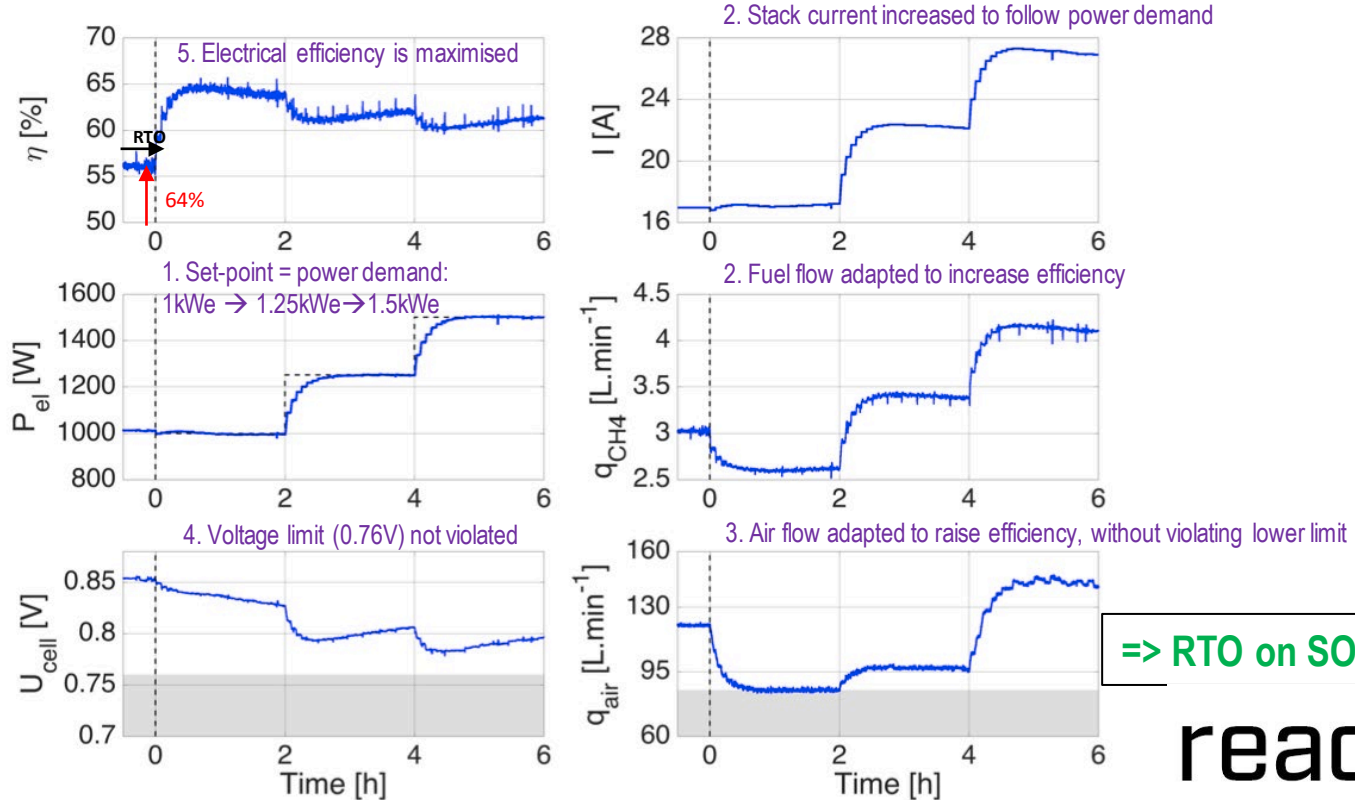 5. Electrical efficiency is maximised
70
65
60
55
50
η [%]
RTO
64%
0 2 4 6
2. Stack current increased to follow power demand
28
24
20
16
I [A]
0 2 4 6
1. Set-point = power demand:
1kWe → 1.25kWe→1.5kWe
1600
1400
1200
1000
800
P_el [W]
0 2 4 6
2. Fuel flow adapted to increase efficiency
4.5
4
3.5
3
2.5
q_CH4 [L.min⁻¹]
0 2 4 6
4. Voltage limit (0.76V) not violated
0.85
0.8
0.75
0.7
U_cell [V]
0 2 4 6
Time [h]
3. Air flow adapted to raise efficiency, without violating lower limit
160
130
95
60
q_air [L.min⁻¹]
0 2 4 6
Time [h]
=> RTO on SO